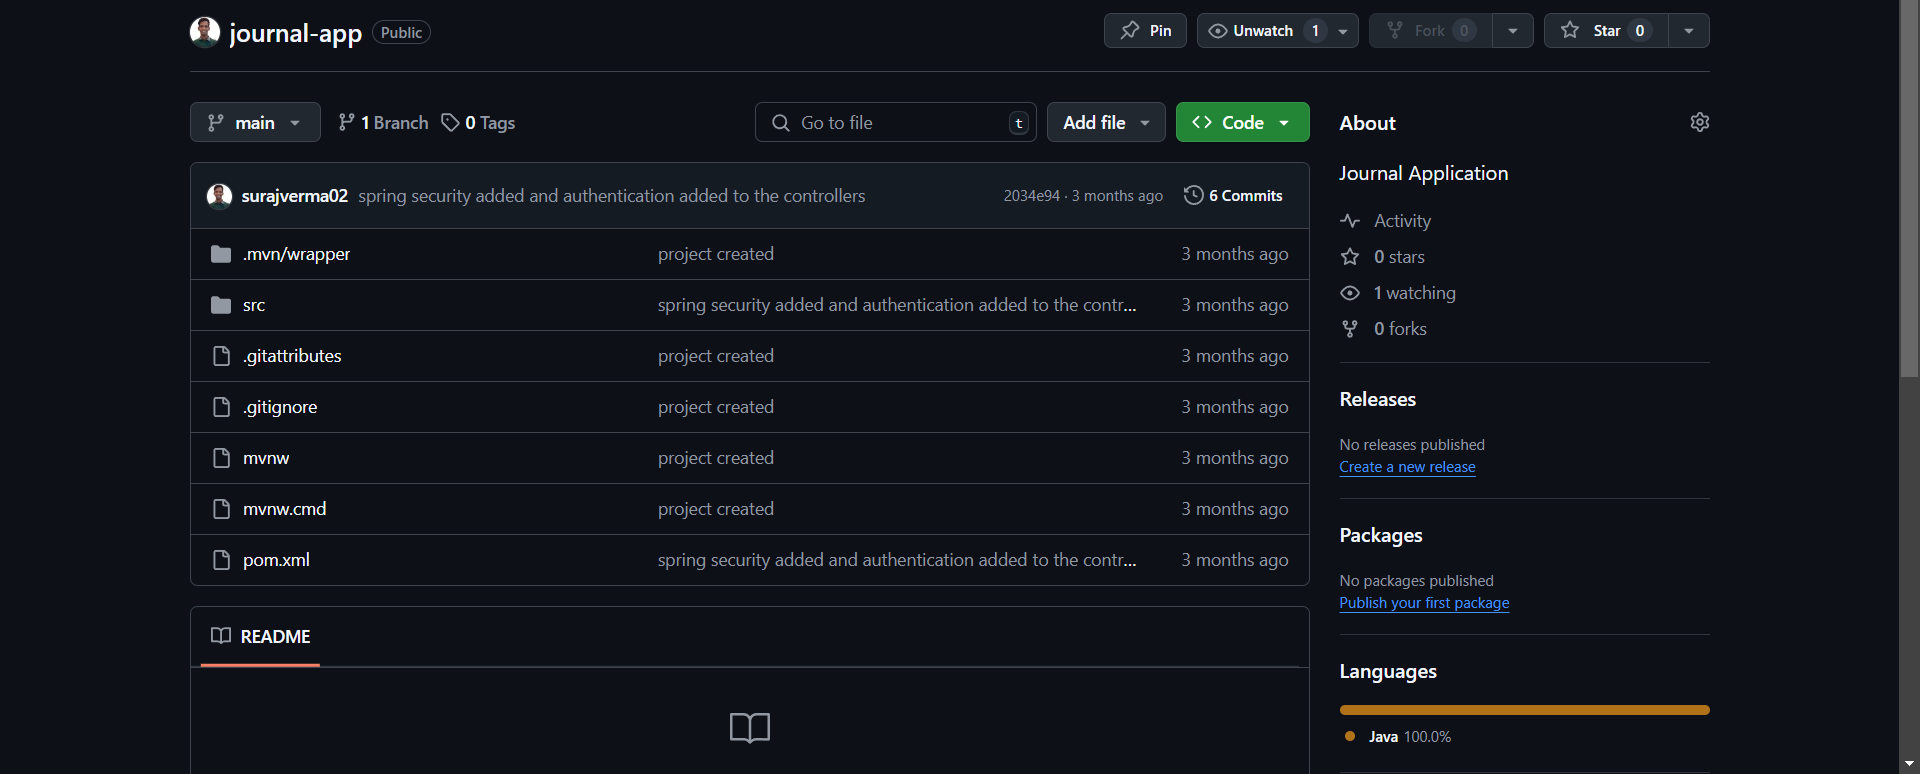 journal-app Public Pin Unwatch 1 Fork 0 Star 0
main 1 Branch 0 Tags Go to file t Add file Code
surajverma02 spring security added and authentication added to the controllers 2034e94 · 3 months ago 6 Commits
.mvn/wrapper project created 3 months ago
src spring security added and authentication added to the contr... 3 months ago
.gitattributes project created 3 months ago
.gitignore project created 3 months ago
mvnw project created 3 months ago
mvnw.cmd project created 3 months ago
pom.xml spring security added and authentication added to the contr... 3 months ago
README
About
Journal Application
Activity
0 stars
1 watching
0 forks
Releases
No releases published
Create a new release
Packages
No packages published
Publish your first package
Languages
Java 100.0%